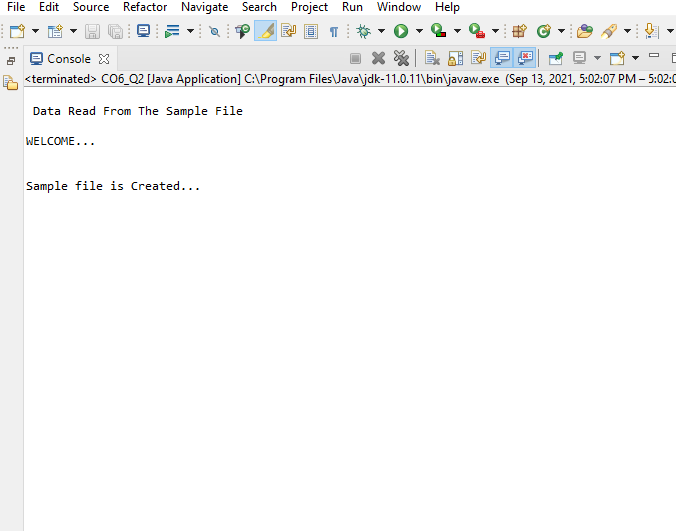 File Edit Source Refactor Navigate Search Project Run Window Help
Console
<terminated> CO6_Q2 [Java Application] C:\Program Files\Java\jdk-11.0.11\bin\javaw.exe (Sep 13, 2021, 5:02:07 PM – 5:02:0
Data Read From The Sample File
WELCOME...
Sample file is Created...